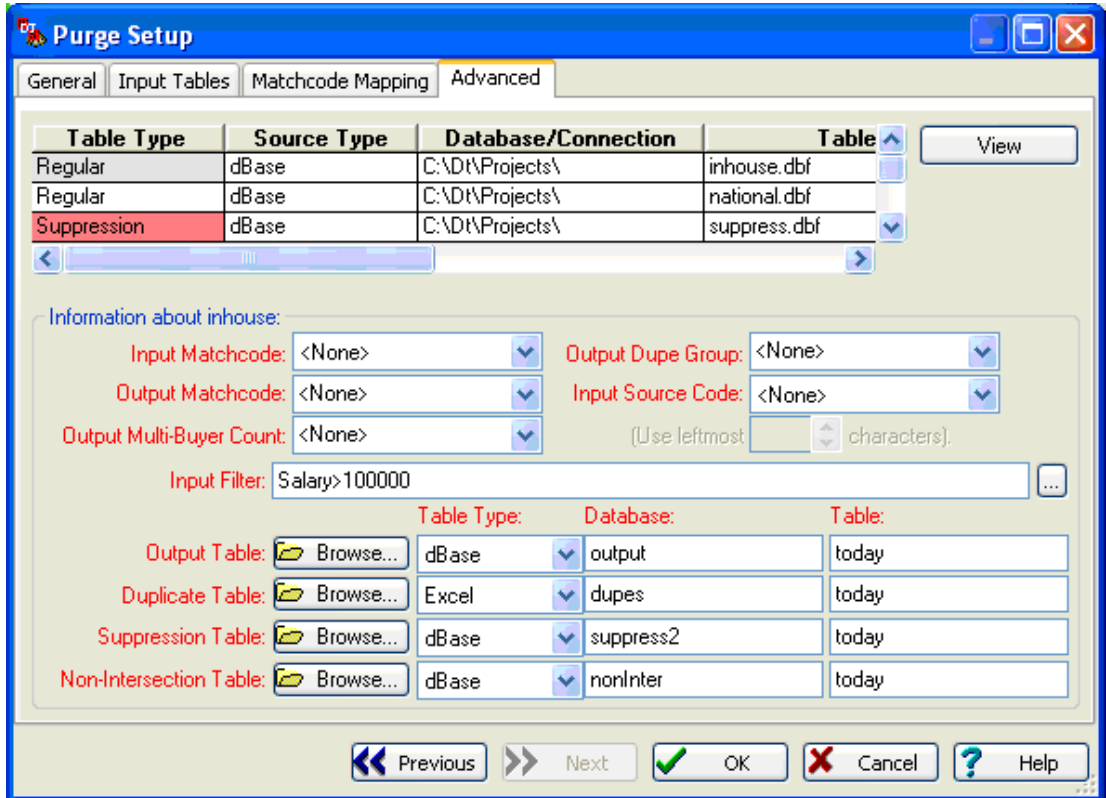 Purge Setup
General Input Tables Matchcode Mapping Advanced
Table Type Source Type Database/Connection Table
View
Regular dBase C:\Dt\Projects\ inhouse.dbf
Regular dBase C:\Dt\Projects\ national.dbf
Suppression dBase C:\Dt\Projects\ suppress.dbf
Information about inhouse:
Input Matchcode: <None> Output Dupe Group: <None>
Output Matchcode: <None> Input Source Code: <None>
Output Multi-Buyer Count: <None> (Use leftmost characters).
Input Filter: Salary>100000 ...
Table Type: Database: Table:
Output Table: Browse... dBase output today
Duplicate Table: Browse... Excel dupes today
Suppression Table: Browse... dBase suppress2 today
Non-Intersection Table: Browse... dBase nonInter today
Previous Next OK Cancel ? Help